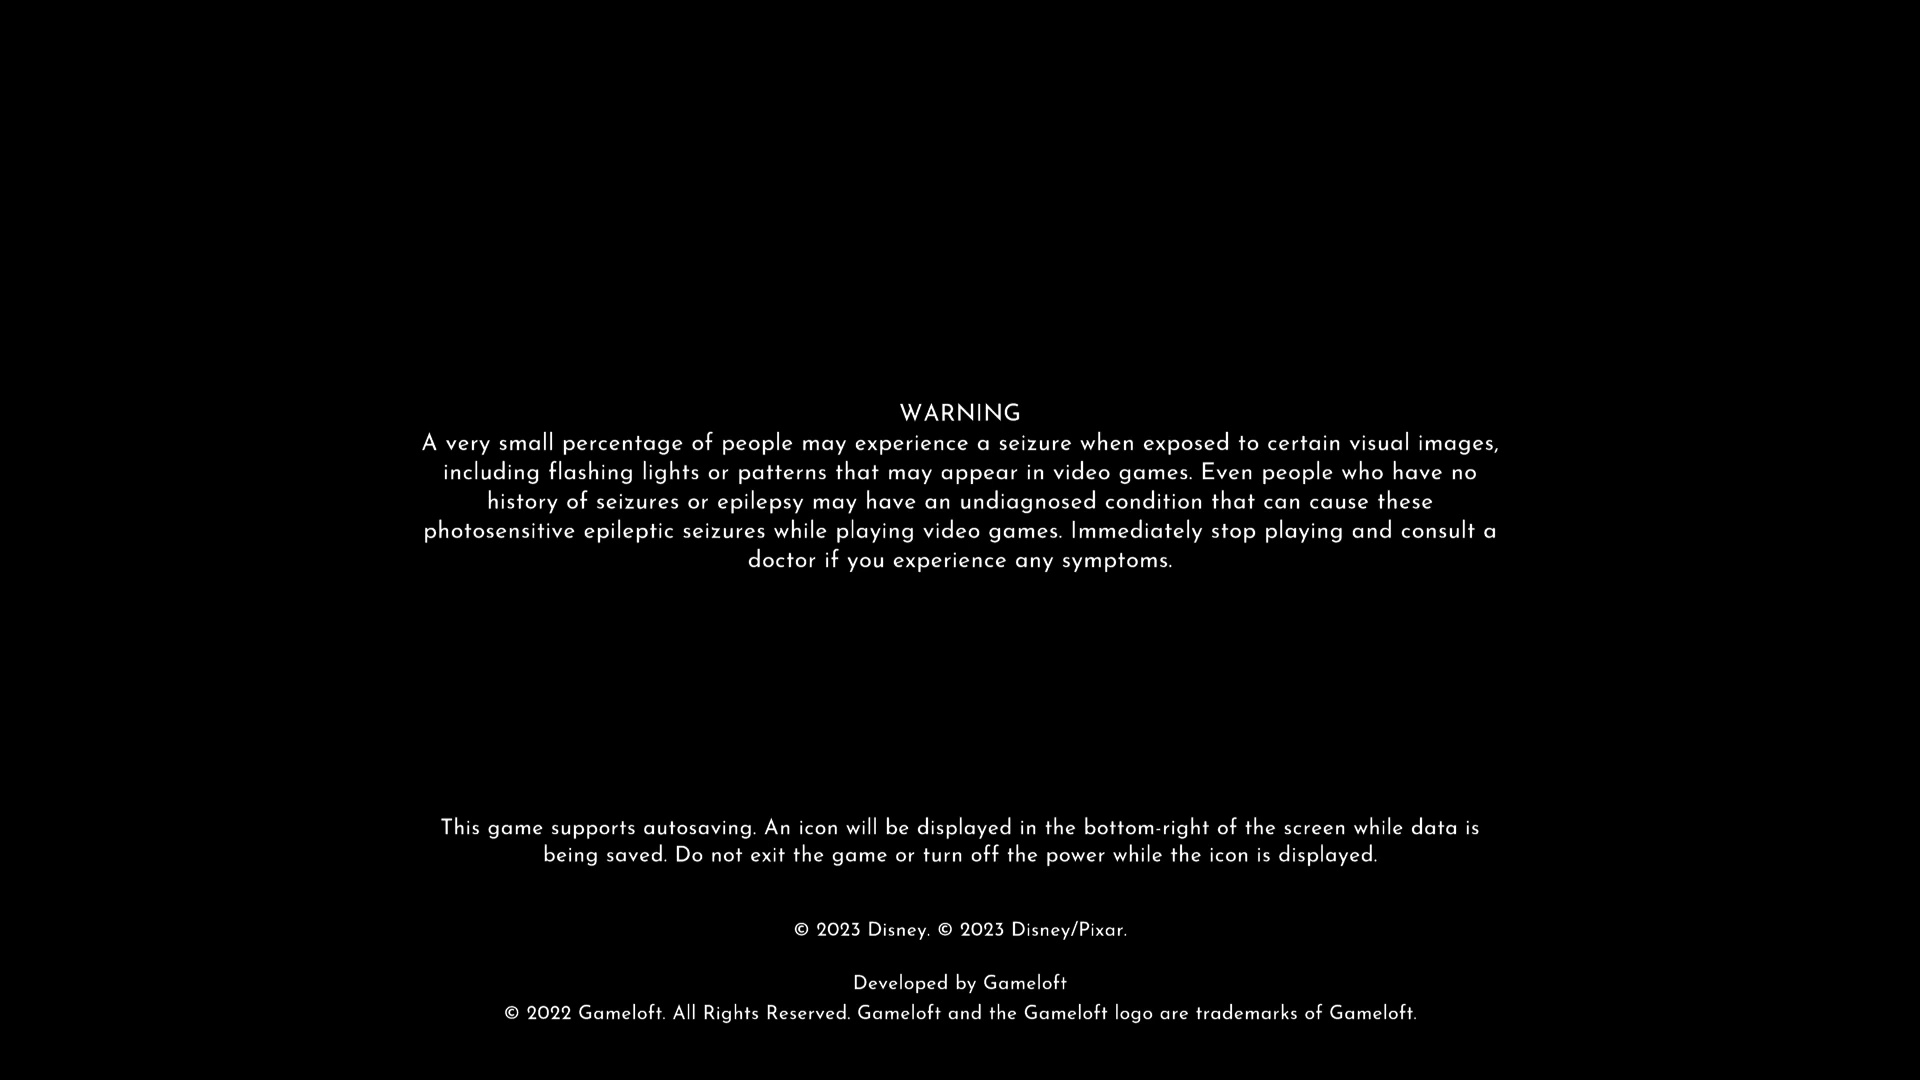 WARNING
A very small percentage of people may experience a seizure when exposed to certain visual images,
including flashing lights or patterns that may appear in video games. Even people who have no
history of seizures or epilepsy may have an undiagnosed condition that can cause these
photosensitive epileptic seizures while playing video games. Immediately stop playing and consult a
doctor if you experience any symptoms.
This game supports autosaving. An icon will be displayed in the bottom-right of the screen while data is
being saved. Do not exit the game or turn off the power while the icon is displayed.
© 2023 Disney. © 2023 Disney/Pixar.
Developed by Gameloft
© 2022 Gameloft. All Rights Reserved. Gameloft and the Gameloft logo are trademarks of Gameloft.